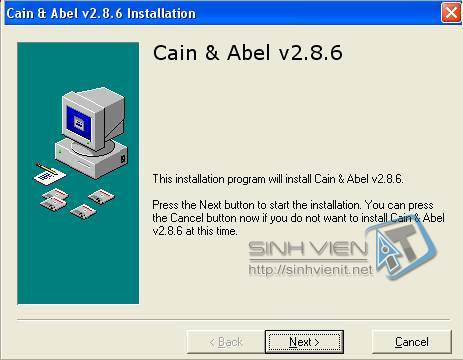 Cain & Abel v2.8.6 Installation
Cain & Abel v2.8.6
This installation program will install Cain & Abel v2.8.6.
Press the Next button to start the installation. You can press
the Cancel button now if you do not want to install Cain & Abel
v2.8.6 at this time.
SINH VIEN IT
http://sinhvienit.net
< Back
Next >
Cancel